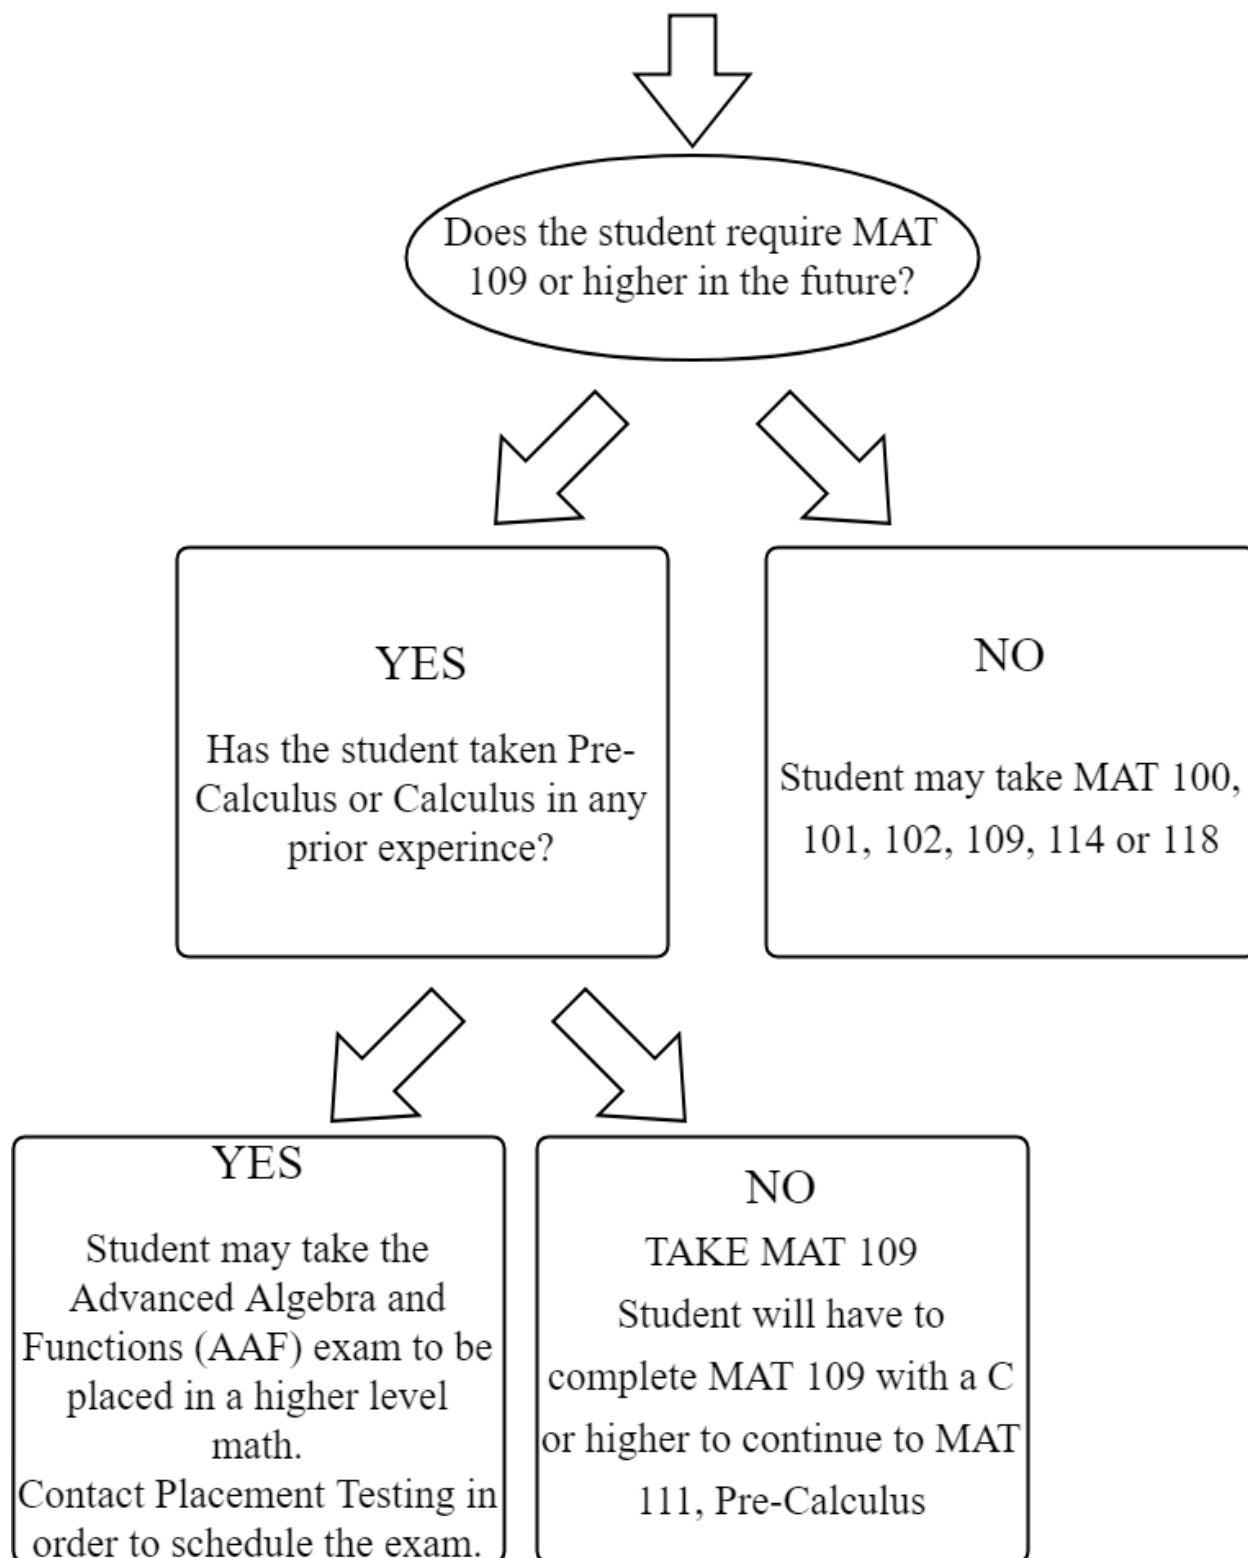 Does the student require MAT
109 or higher in the future?
YES
Has the student taken Pre-
Calculus or Calculus in any
prior experince?
NO
Student may take MAT 100,
101, 102, 109, 114 or 118
YES
Student may take the
Advanced Algebra and
Functions (AAF) exam to be
placed in a higher level
math.
Contact Placement Testing in
order to schedule the exam.
NO
TAKE MAT 109
Student will have to
complete MAT 109 with a C
or higher to continue to MAT
111, Pre-Calculus